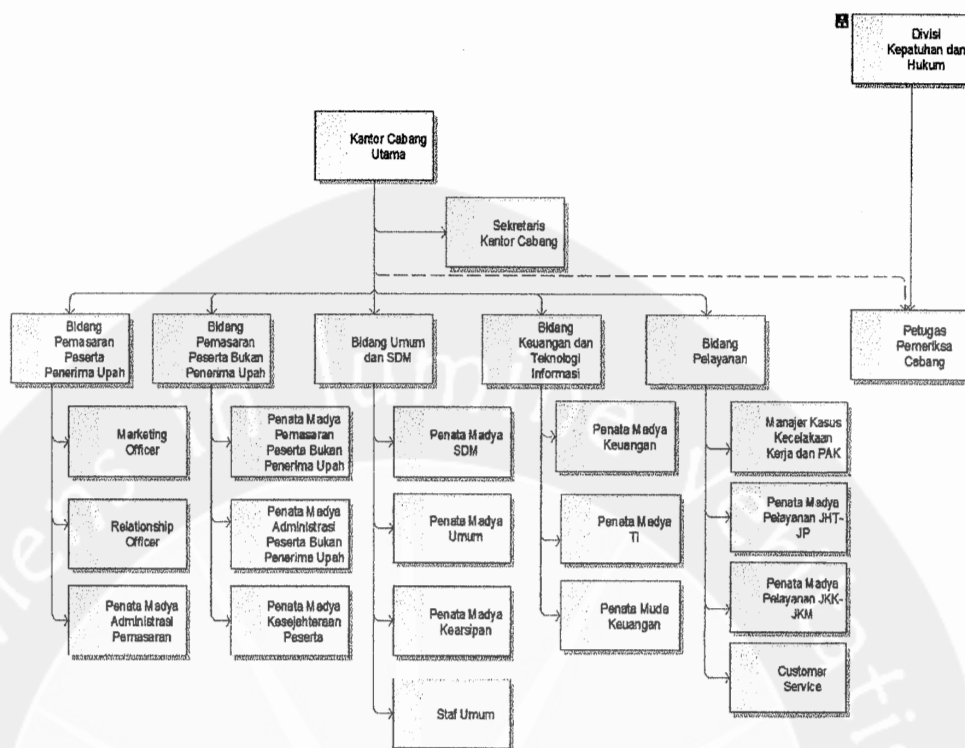 Divisi
Kepatuhan dan
Hukum
Kantor Cabang
Utama
Sekretaris
Kantor Cabang
Bidang
Pemasaran
Peserta
Penerima Upah
Bidang
Pemasaran
Peserta Bukan
Penerima Upah
Bidang Umum
dan SDM
Bidang
Keuangan dan
Teknologi
Informasi
Bidang
Pelayanan
Petugas
Pemeriksa
Cabang
Marketing
Officer
Relationship
Officer
Penata Madya
Administrasi
Pemasaran
Penata Madya
Pemasaran
Peserta Bukan
Penerima Upah
Penata Madya
Administrasi
Peserta Bukan
Penerima Upah
Penata Madya
Kesejahteraan
Peserta
Penata Madya
SDM
Penata Madya
Umum
Penata Madya
Kearsipan
Staf Umum
Penata Madya
Keuangan
Penata Madya
TI
Penata Muda
Keuangan
Manajer Kasus
Kecelakaan
Kerja dan PAK
Penata Madya
Pelayanan JHT-
JP
Penata Madya
Pelayanan JKK-
JKM
Customer
Service
in lumine